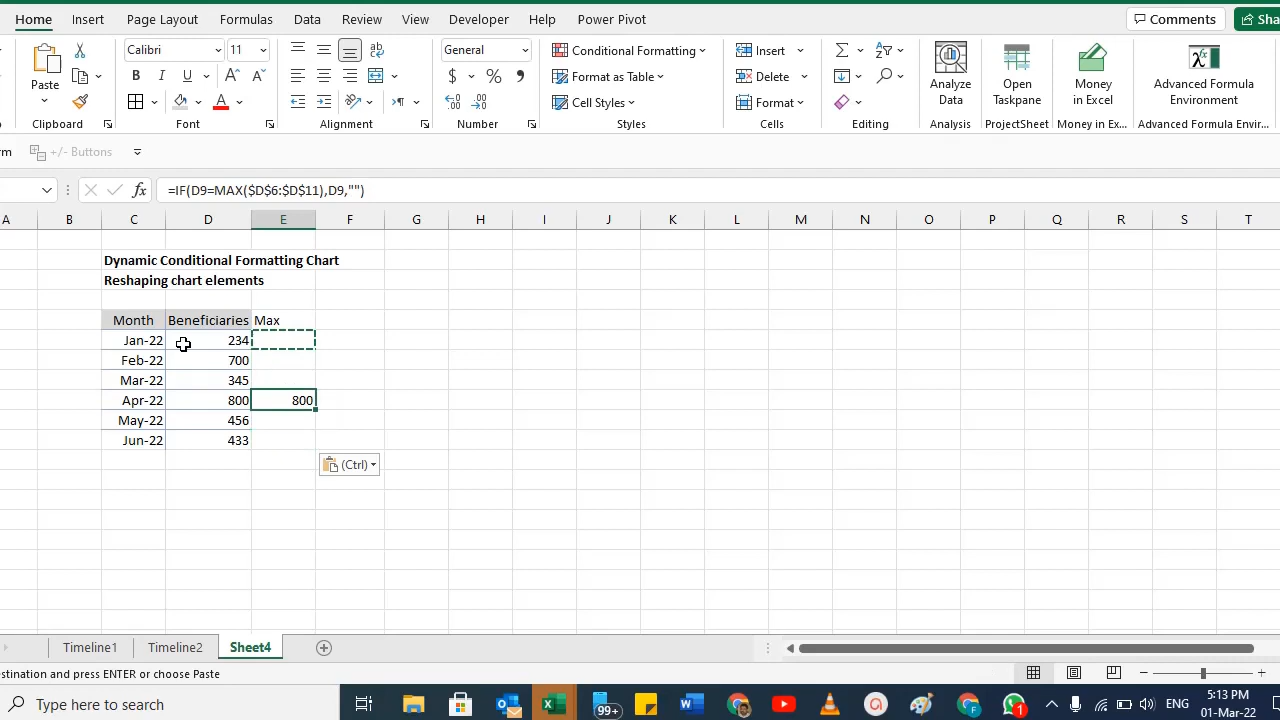 Home Insert Page Layout Formulas Data Review View Developer Help Power Pivot Comments Sha
Calibri 11 General Conditional Formatting Insert
Format as Table Delete
Paste B I U A A $ % , Cell Styles Format Analyze Data Open Taskpane Money in Excel Advanced Formula Environment
Clipboard Font Alignment Number Styles Cells Editing Analysis ProjectSheet Money in Ex... Advanced Formula Envir...
rm +/- Buttons
fx =IF(D9=MAX($D$6:$D$11),D9,"")
A B C D E F G H I J K L M N O P Q R S T
Dynamic Conditional Formatting Chart
Reshaping chart elements
Month Beneficiaries Max
Jan-22 234
Feb-22 700
Mar-22 345
Apr-22 800 800
May-22 456
Jun-22 433
(Ctrl)
Timeline1 Timeline2 Sheet4
stination and press ENTER or choose Paste
Type here to search 99+ 1 ENG 5:13 PM
01-Mar-22